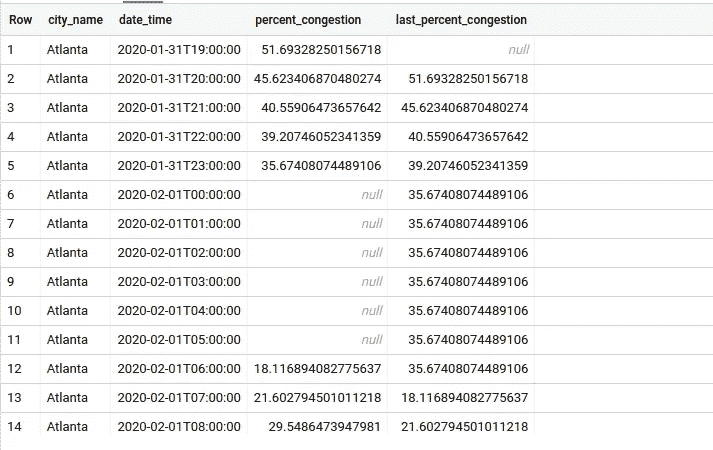 Row city_name date_time percent_congestion last_percent_congestion
1 Atlanta 2020-01-31T19:00:00 51.69328250156718 null
2 Atlanta 2020-01-31T20:00:00 45.623406870480274 51.69328250156718
3 Atlanta 2020-01-31T21:00:00 40.55906473657642 45.623406870480274
4 Atlanta 2020-01-31T22:00:00 39.20746052341359 40.55906473657642
5 Atlanta 2020-01-31T23:00:00 35.67408074489106 39.20746052341359
6 Atlanta 2020-02-01T00:00:00 null 35.67408074489106
7 Atlanta 2020-02-01T01:00:00 null 35.67408074489106
8 Atlanta 2020-02-01T02:00:00 null 35.67408074489106
9 Atlanta 2020-02-01T03:00:00 null 35.67408074489106
10 Atlanta 2020-02-01T04:00:00 null 35.67408074489106
11 Atlanta 2020-02-01T05:00:00 null 35.67408074489106
12 Atlanta 2020-02-01T06:00:00 18.116894082775637 35.67408074489106
13 Atlanta 2020-02-01T07:00:00 21.602794501011218 18.116894082775637
14 Atlanta 2020-02-01T08:00:00 29.5486473947981 21.602794501011218